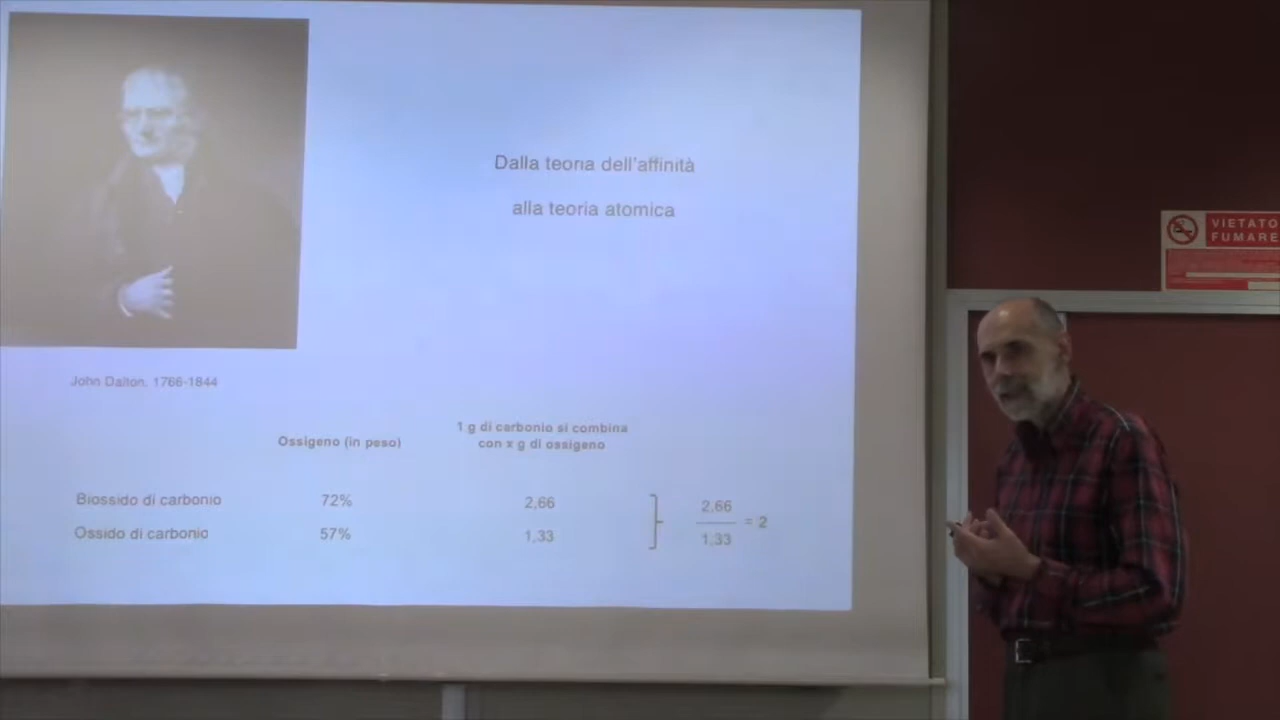 Dalla teoria dell'affinità
alla teoria atomica
VIETATO
FUMARE
John Dalton, 1766-1844
Ossigeno (in peso)
1 g di carbonio si combina
con x g di ossigeno
Biossido di carbonio 72% 2,66
Ossido di carbonio 57% 1,33
2,66
1,33
= 2